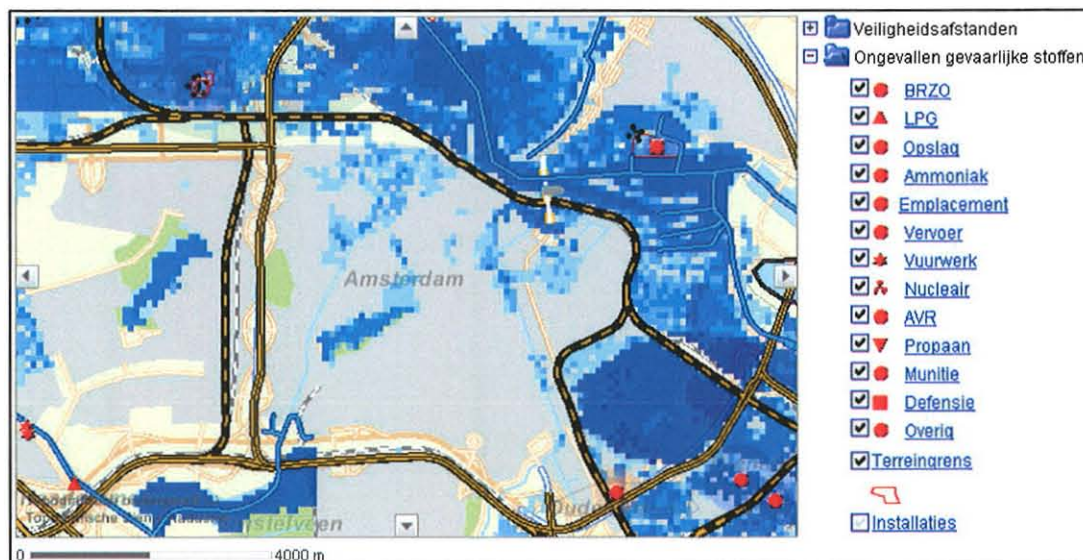 Veiligheidsafstanden
Ongevallen gevaarlijke stoffen
BRZO
LPG
Opslag
Ammoniak
Emplacement
Vervoer
Vuurwerk
Nucleair
AVR
Propaan
Munitie
Defensie
Overig
Terreingrens
Installaties
Amsterdam
0
4000 m